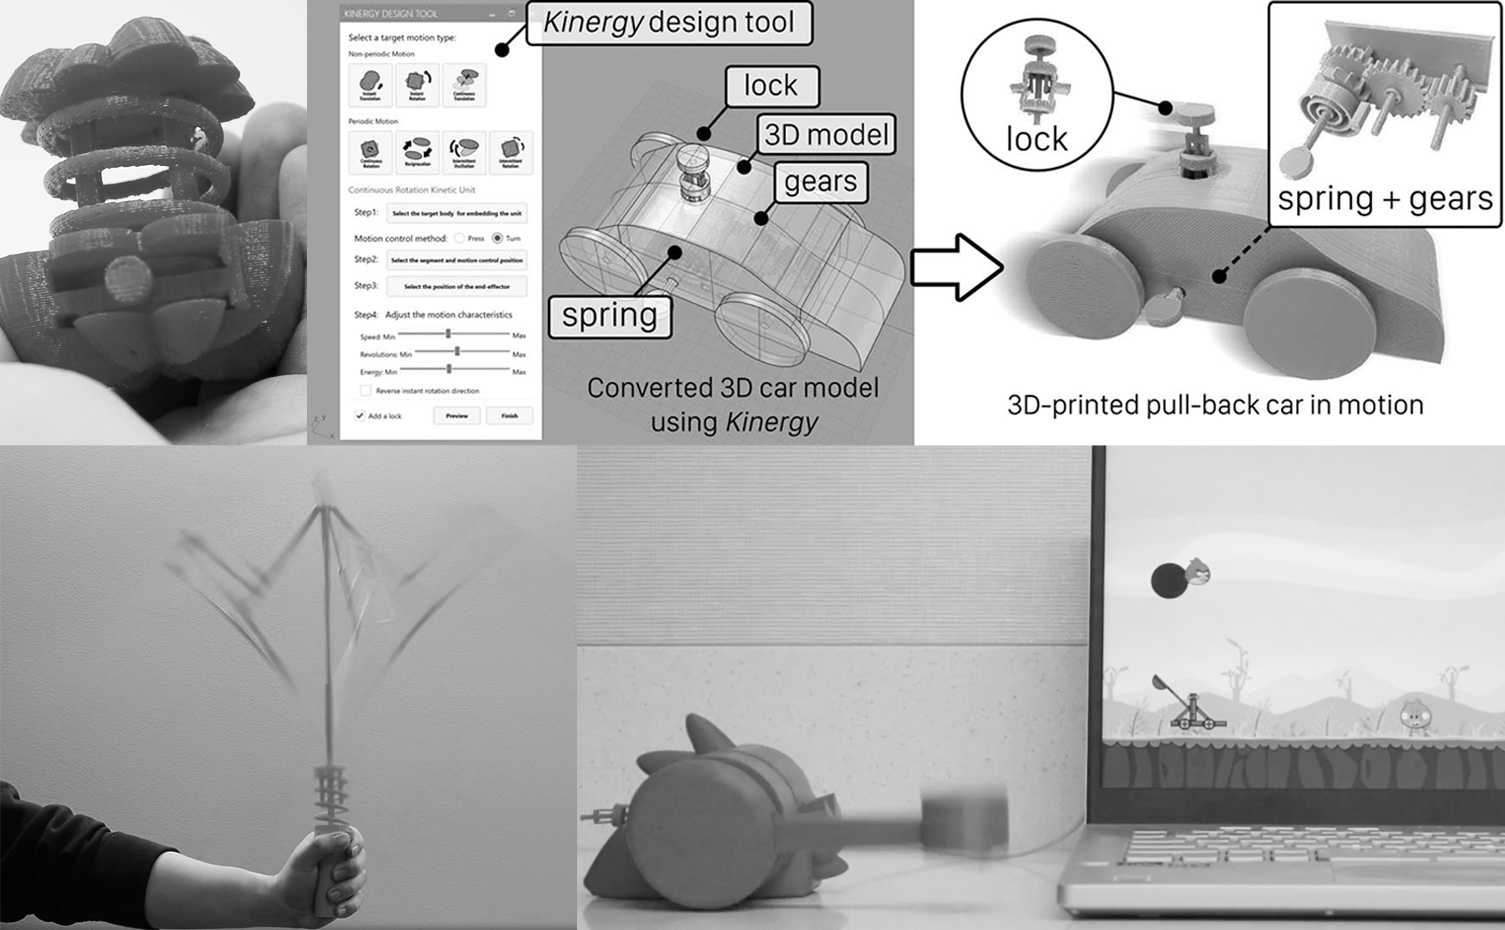 KINERGY DESIGN TOOL
Select a target motion type:
Non-periodic Motion
Instant
Translation
Instant
Rotation
Continuous
Translation
Periodic Motion
Continuous
Rotation
Reciprocation
Intermittent
Oscillation
Intermittent
Rotation
Continuous Rotation Kinetic Unit
Step1: Select the target body for embedding the unit
Motion control method: Press Turn
Step2: Select the segment and motion control position
Step3: Select the position of the end-effector
Step4: Adjust the motion characteristics
Speed: Min Max
Revolutions: Min Max
Energy: Min Max
Reverse instant rotation direction
Add a lock Preview Finish
Kinergy design tool
lock
3D model
gears
spring
Converted 3D car model
using Kinergy
lock
spring + gears
3D-printed pull-back car in motion